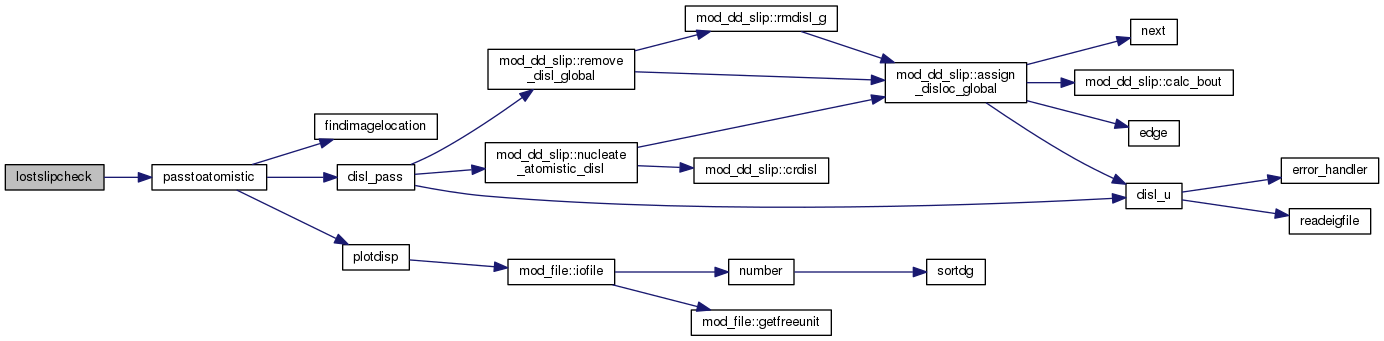 lostslipcheck
passtoatomistic
findimagelocation
disl_pass
plotdisp
mod_dd_slip::remove
_disl_global
mod_dd_slip::nucleate
_atomistic_disl
mod_file::iofile
mod_dd_slip::rmdisl_g
mod_dd_slip::crdisl
number
mod_file::getfreeunit
mod_dd_slip::assign
_disloc_global
sortdg
next
mod_dd_slip::calc_bout
edge
disl_u
error_handler
readeigfile